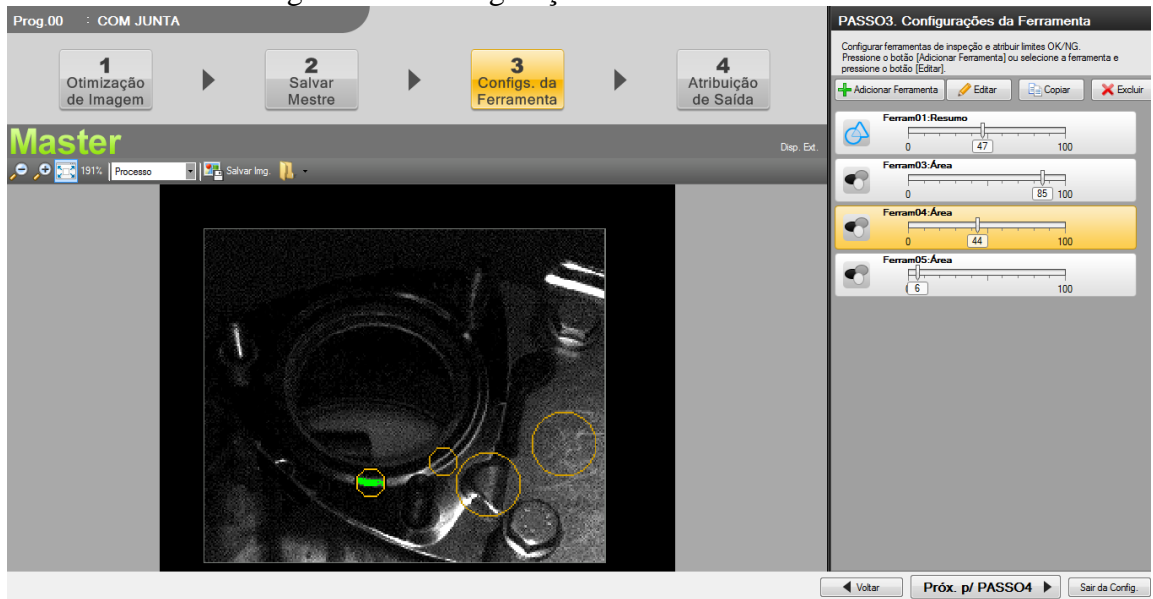 Prog.00 : COM JUNTA
1
Otimização
de Imagem
2
Salvar
Mestre
3
Configs. da
Ferramenta
4
Atribuição
de Saída
Master
Disp. Ext.
191% Processo Salvar Img.
PASSO3. Configurações da Ferramenta
Configurar ferramentas de inspeção e atribuir limites OK/NG.
Pressione o botão [Adicionar Ferramenta] ou selecione a ferramenta e
pressione o botão [Editar].
Adicionar Ferramenta Editar Copiar Excluir
Ferram01:Resumo
0 47 100
Ferram03:Área
0 85 100
Ferram04:Área
0 44 100
Ferram05:Área
6 100
Voltar Próx. p/ PASSO4 Sair da Config.